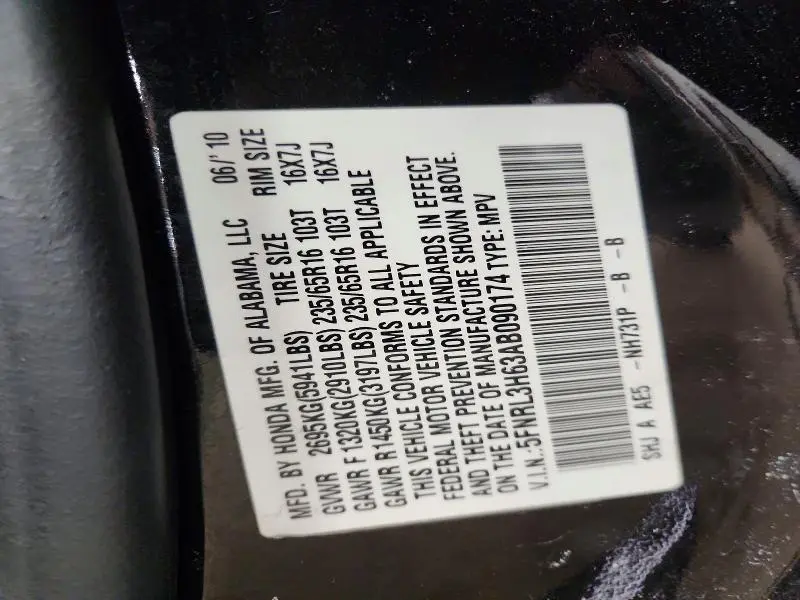 MFD. BY HONDA MFG. OF ALABAMA, LLC 06/'10
GVWR 2695KG(5941LBS) TIRE SIZE RIM SIZE
GAWR F 1320KG(2910LBS) 235/65R16 103T 16X7J
GAWR R1450KG(3197LBS) 235/65R16 103T 16X7J
THIS VEHICLE CONFORMS TO ALL APPLICABLE
FEDERAL MOTOR VEHICLE SAFETY
AND THEFT PREVENTION STANDARDS IN EFFECT
ON THE DATE OF MANUFACTURE SHOWN ABOVE.
V.I.N.:5FNRL3H63AB090174 TYPE: MPV
SHJ A AE5 -NH731P -B -B